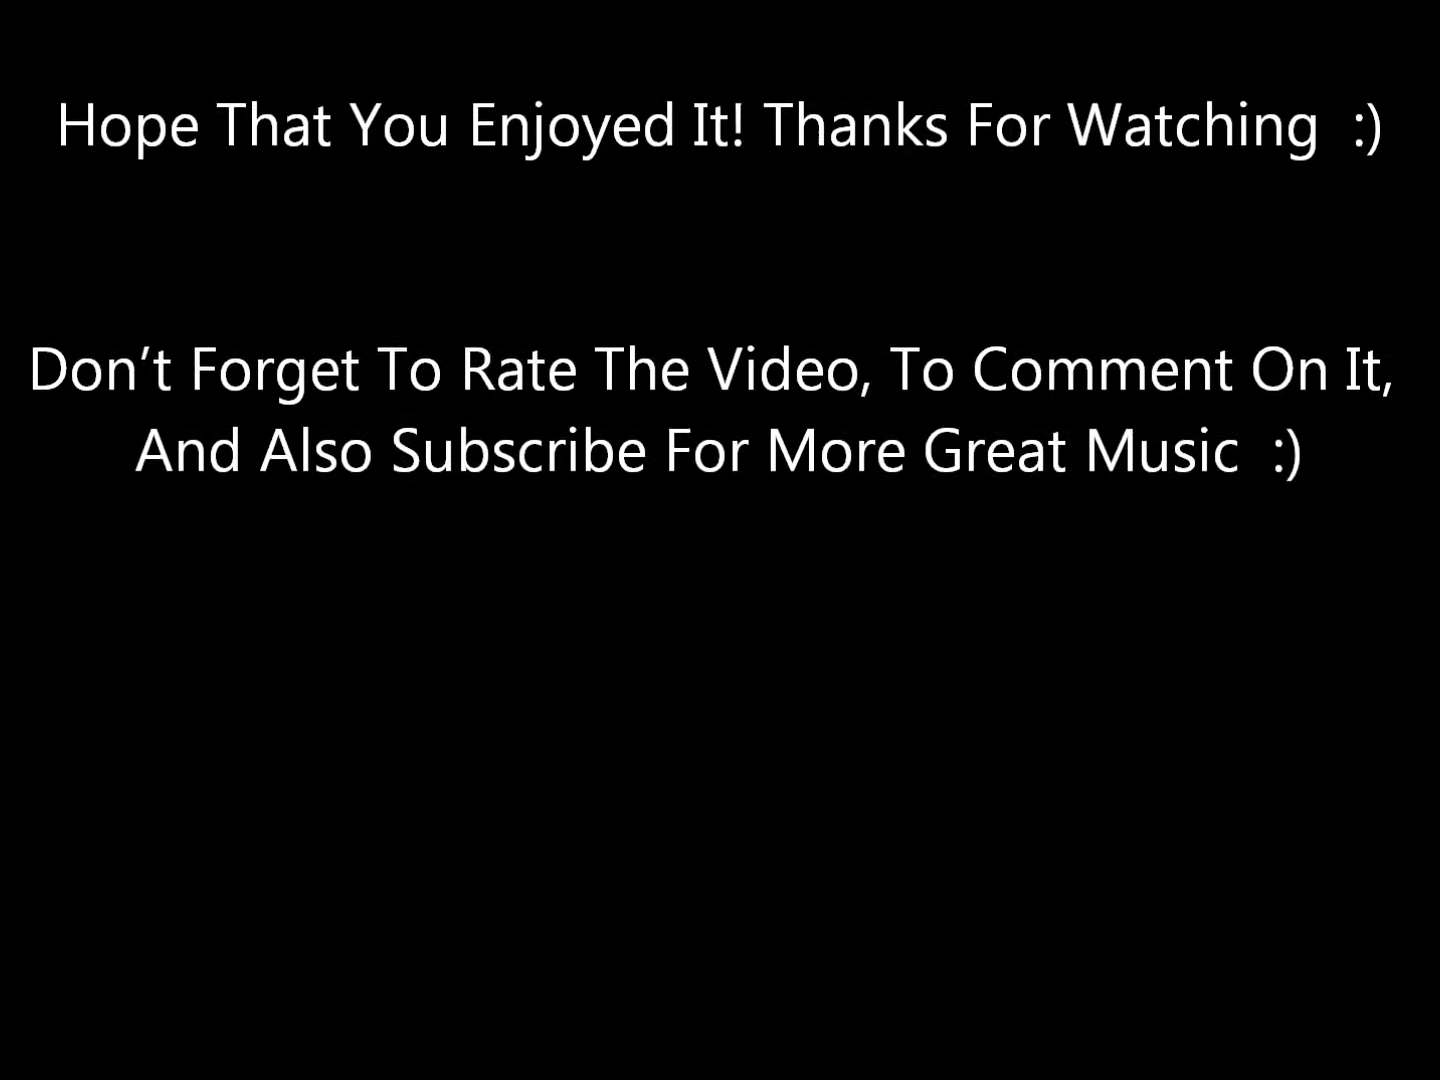 Hope That You Enjoyed It! Thanks For Watching  :)
Don’t Forget To Rate The Video, To Comment On It,
And Also Subscribe For More Great Music  :)